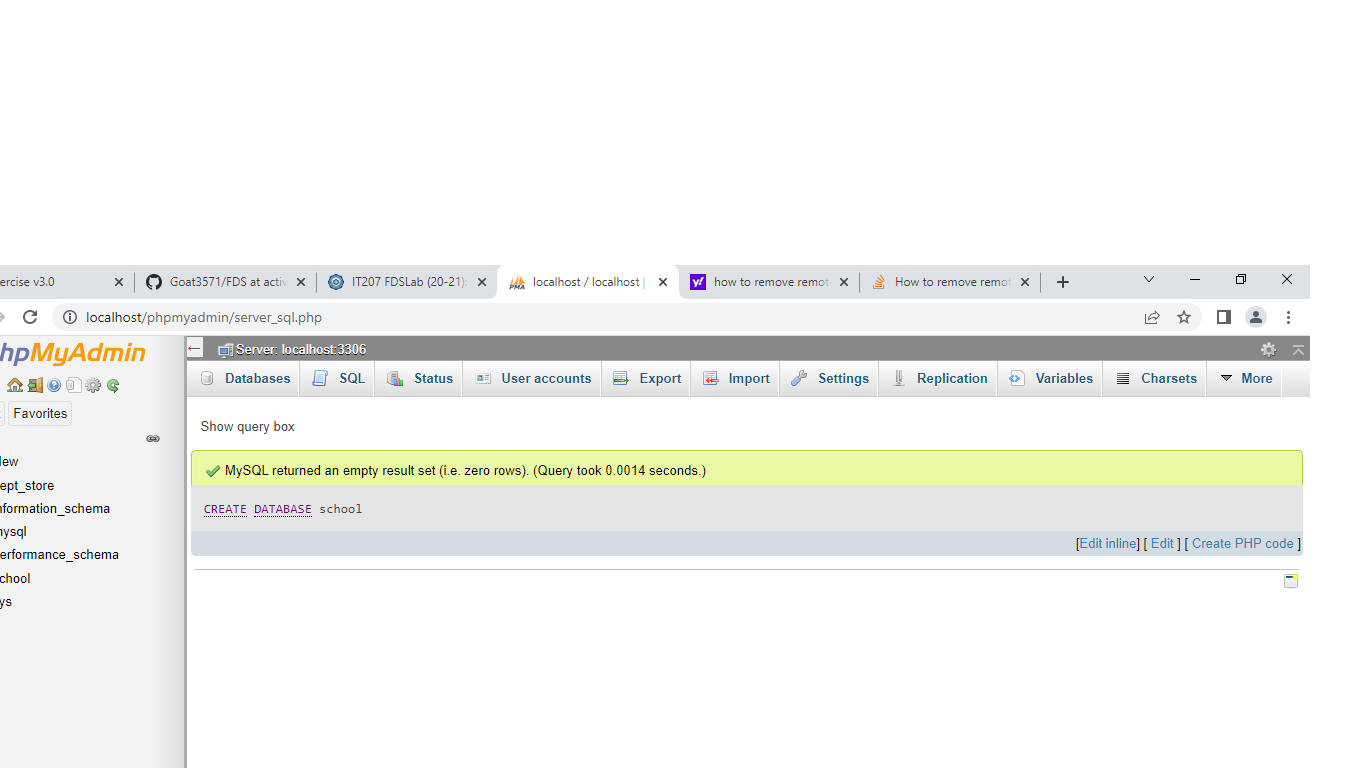 ercise v3.0
Goat3571/FDS at activ
IT207 FDSLab (20-21):
localhost / localhost |
how to remove remot
How to remove remot
localhost/phpmyadmin/server_sql.php
hpMyAdmin
Server: localhost:3306
Databases SQL Status User accounts Export Import Settings Replication Variables Charsets More
Favorites
Show query box
lew
ept_store
nformation_schema
nysql
erformance_schema
chool
ys
MySQL returned an empty result set (i.e. zero rows). (Query took 0.0014 seconds.)
CREATE DATABASE school
[Edit inline] [ Edit ] [ Create PHP code ]